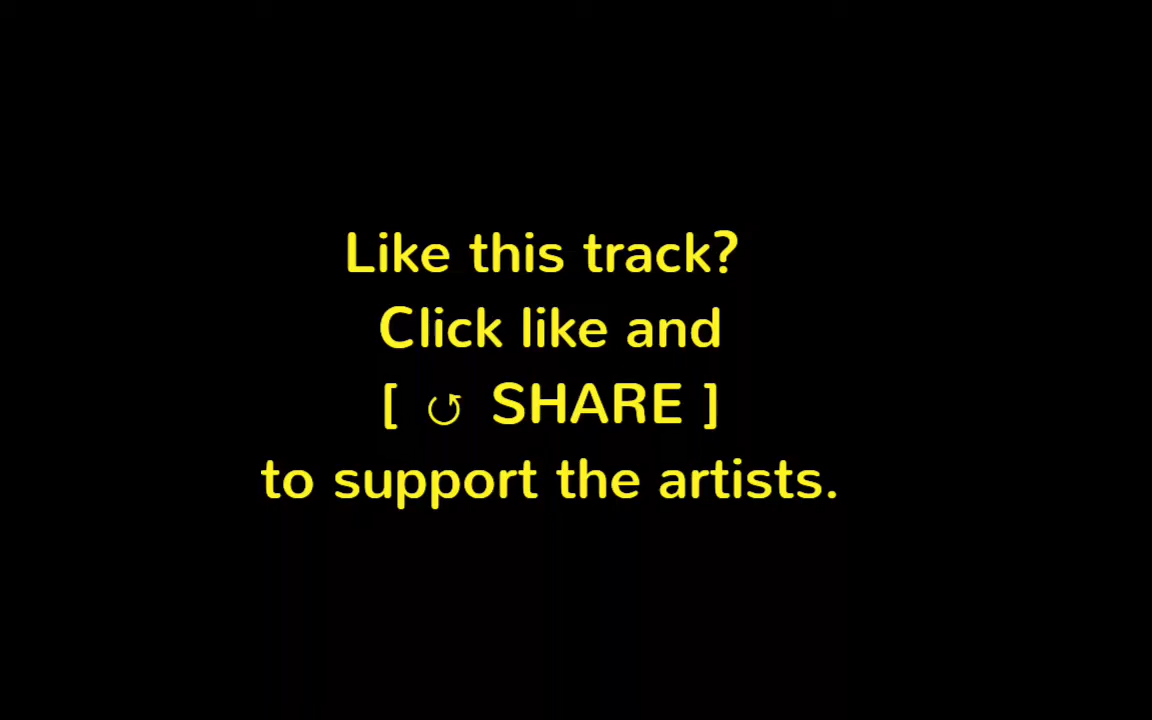 Like this track?
Click like and
[ ↺ SHARE ]
to support the artists.